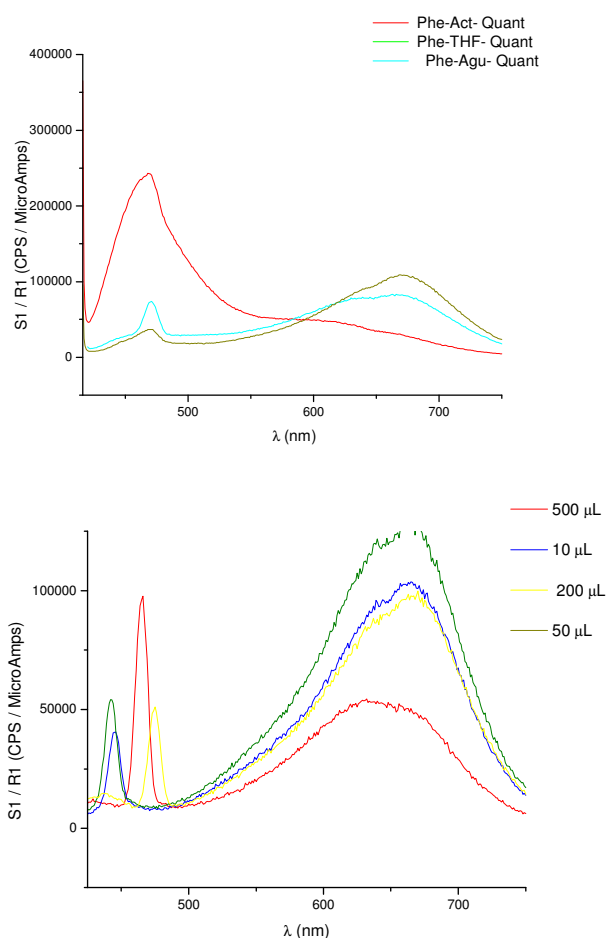 Phe-Act- Quant
Phe-THF- Quant
Phe-Agu- Quant
400000
300000
200000
100000
0
S1 / R1 (CPS / MicroAmps)
500
600
700
λ (nm)
500 μL
10 μL
200 μL
50 μL
100000
50000
0
S1 / R1 (CPS / MicroAmps)
500
600
700
λ (nm)